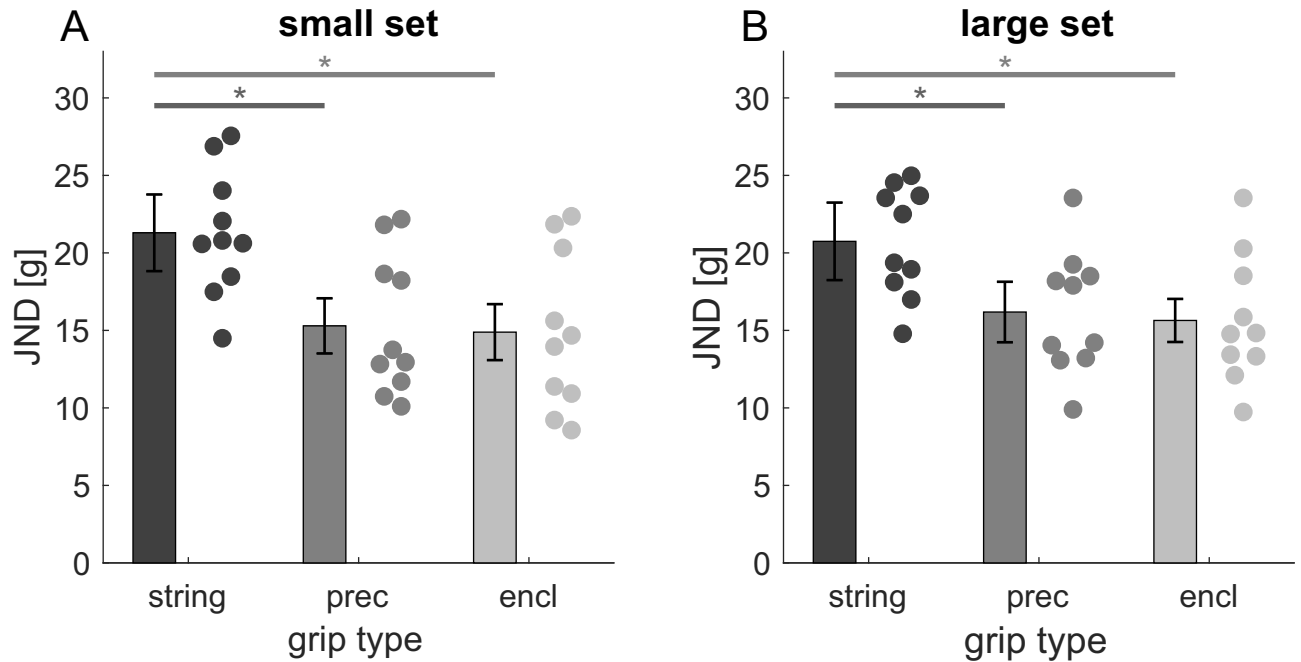 A
small set
*
*
30
25
20
15
10
5
0
JND [g]
string prec encl
grip type
B
large set
*
*
30
25
20
15
10
5
0
JND [g]
string prec encl
grip type